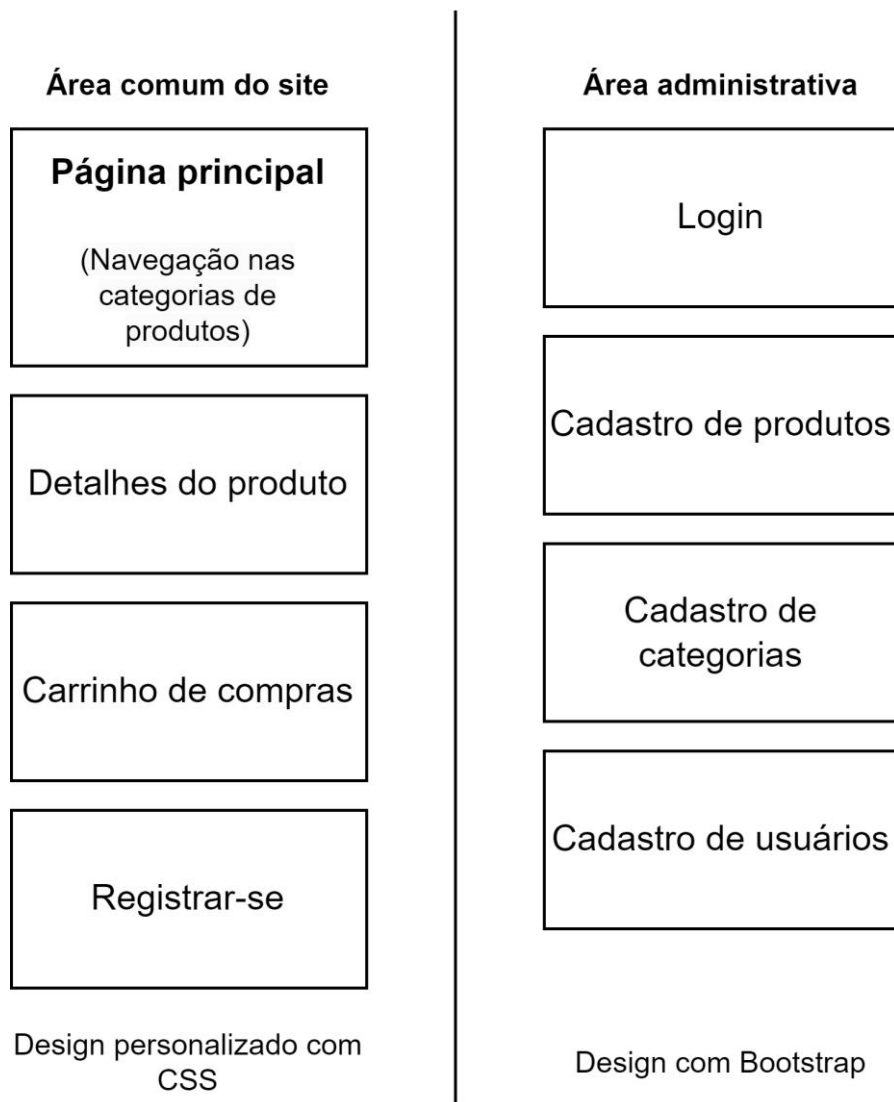 Área comum do site
Página principal
(Navegação nas
categorias de
produtos)
Detalhes do produto
Carrinho de compras
Registrar-se
Design personalizado com
CSS
Área administrativa
Login
Cadastro de produtos
Cadastro de
categorias
Cadastro de usuários
Design com Bootstrap